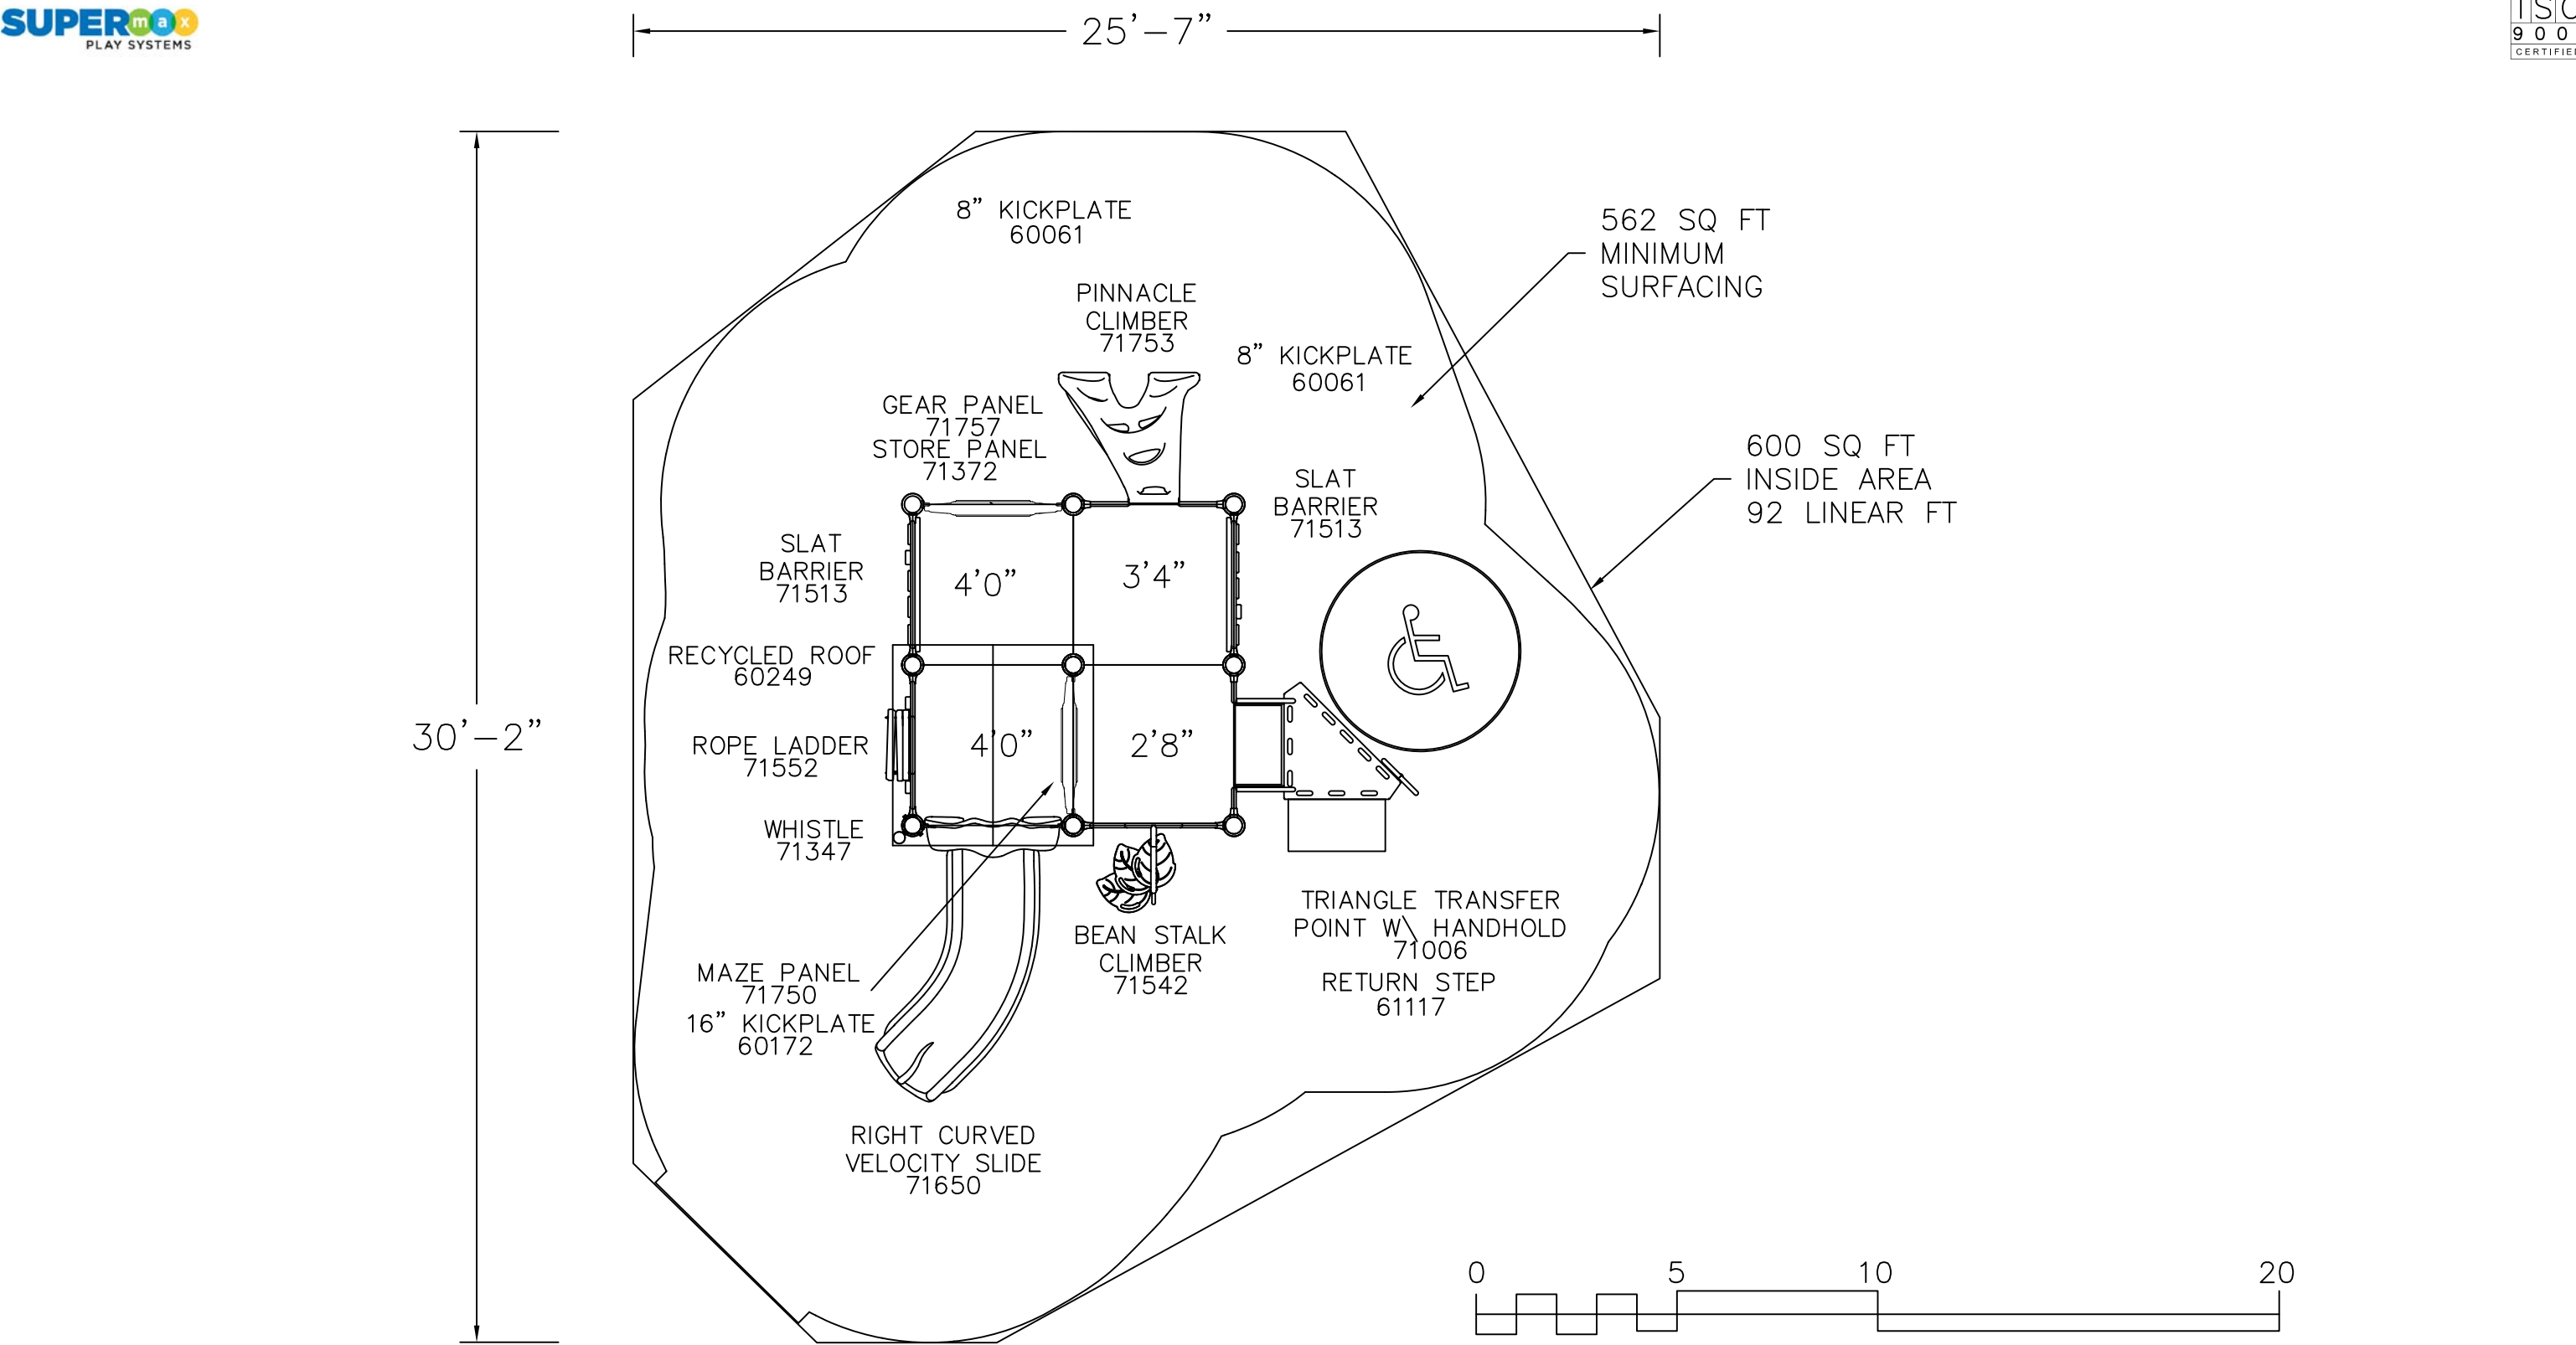 SUPERmax
PLAY SYSTEMS
25'-7"
8" KICKPLATE
60061
562 SQ FT
MINIMUM
SURFACING
PINNACLE
CLIMBER
71753
8" KICKPLATE
60061
GEAR PANEL
71757
STORE PANEL
71372
600 SQ FT
INSIDE AREA
92 LINEAR FT
SLAT
BARRIER
71513
SLAT
BARRIER
71513
4'0"
3'4"
RECYCLED ROOF
60249
30'-2"
ROPE LADDER
71552
4'0"
2'8"
WHISTLE
71347
TRIANGLE TRANSFER
POINT W\ HANDHOLD
71006
RETURN STEP
61117
BEAN STALK
CLIMBER
71542
MAZE PANEL
71750
16" KICKPLATE
60172
RIGHT CURVED
VELOCITY SLIDE
71650
0 5 10 20